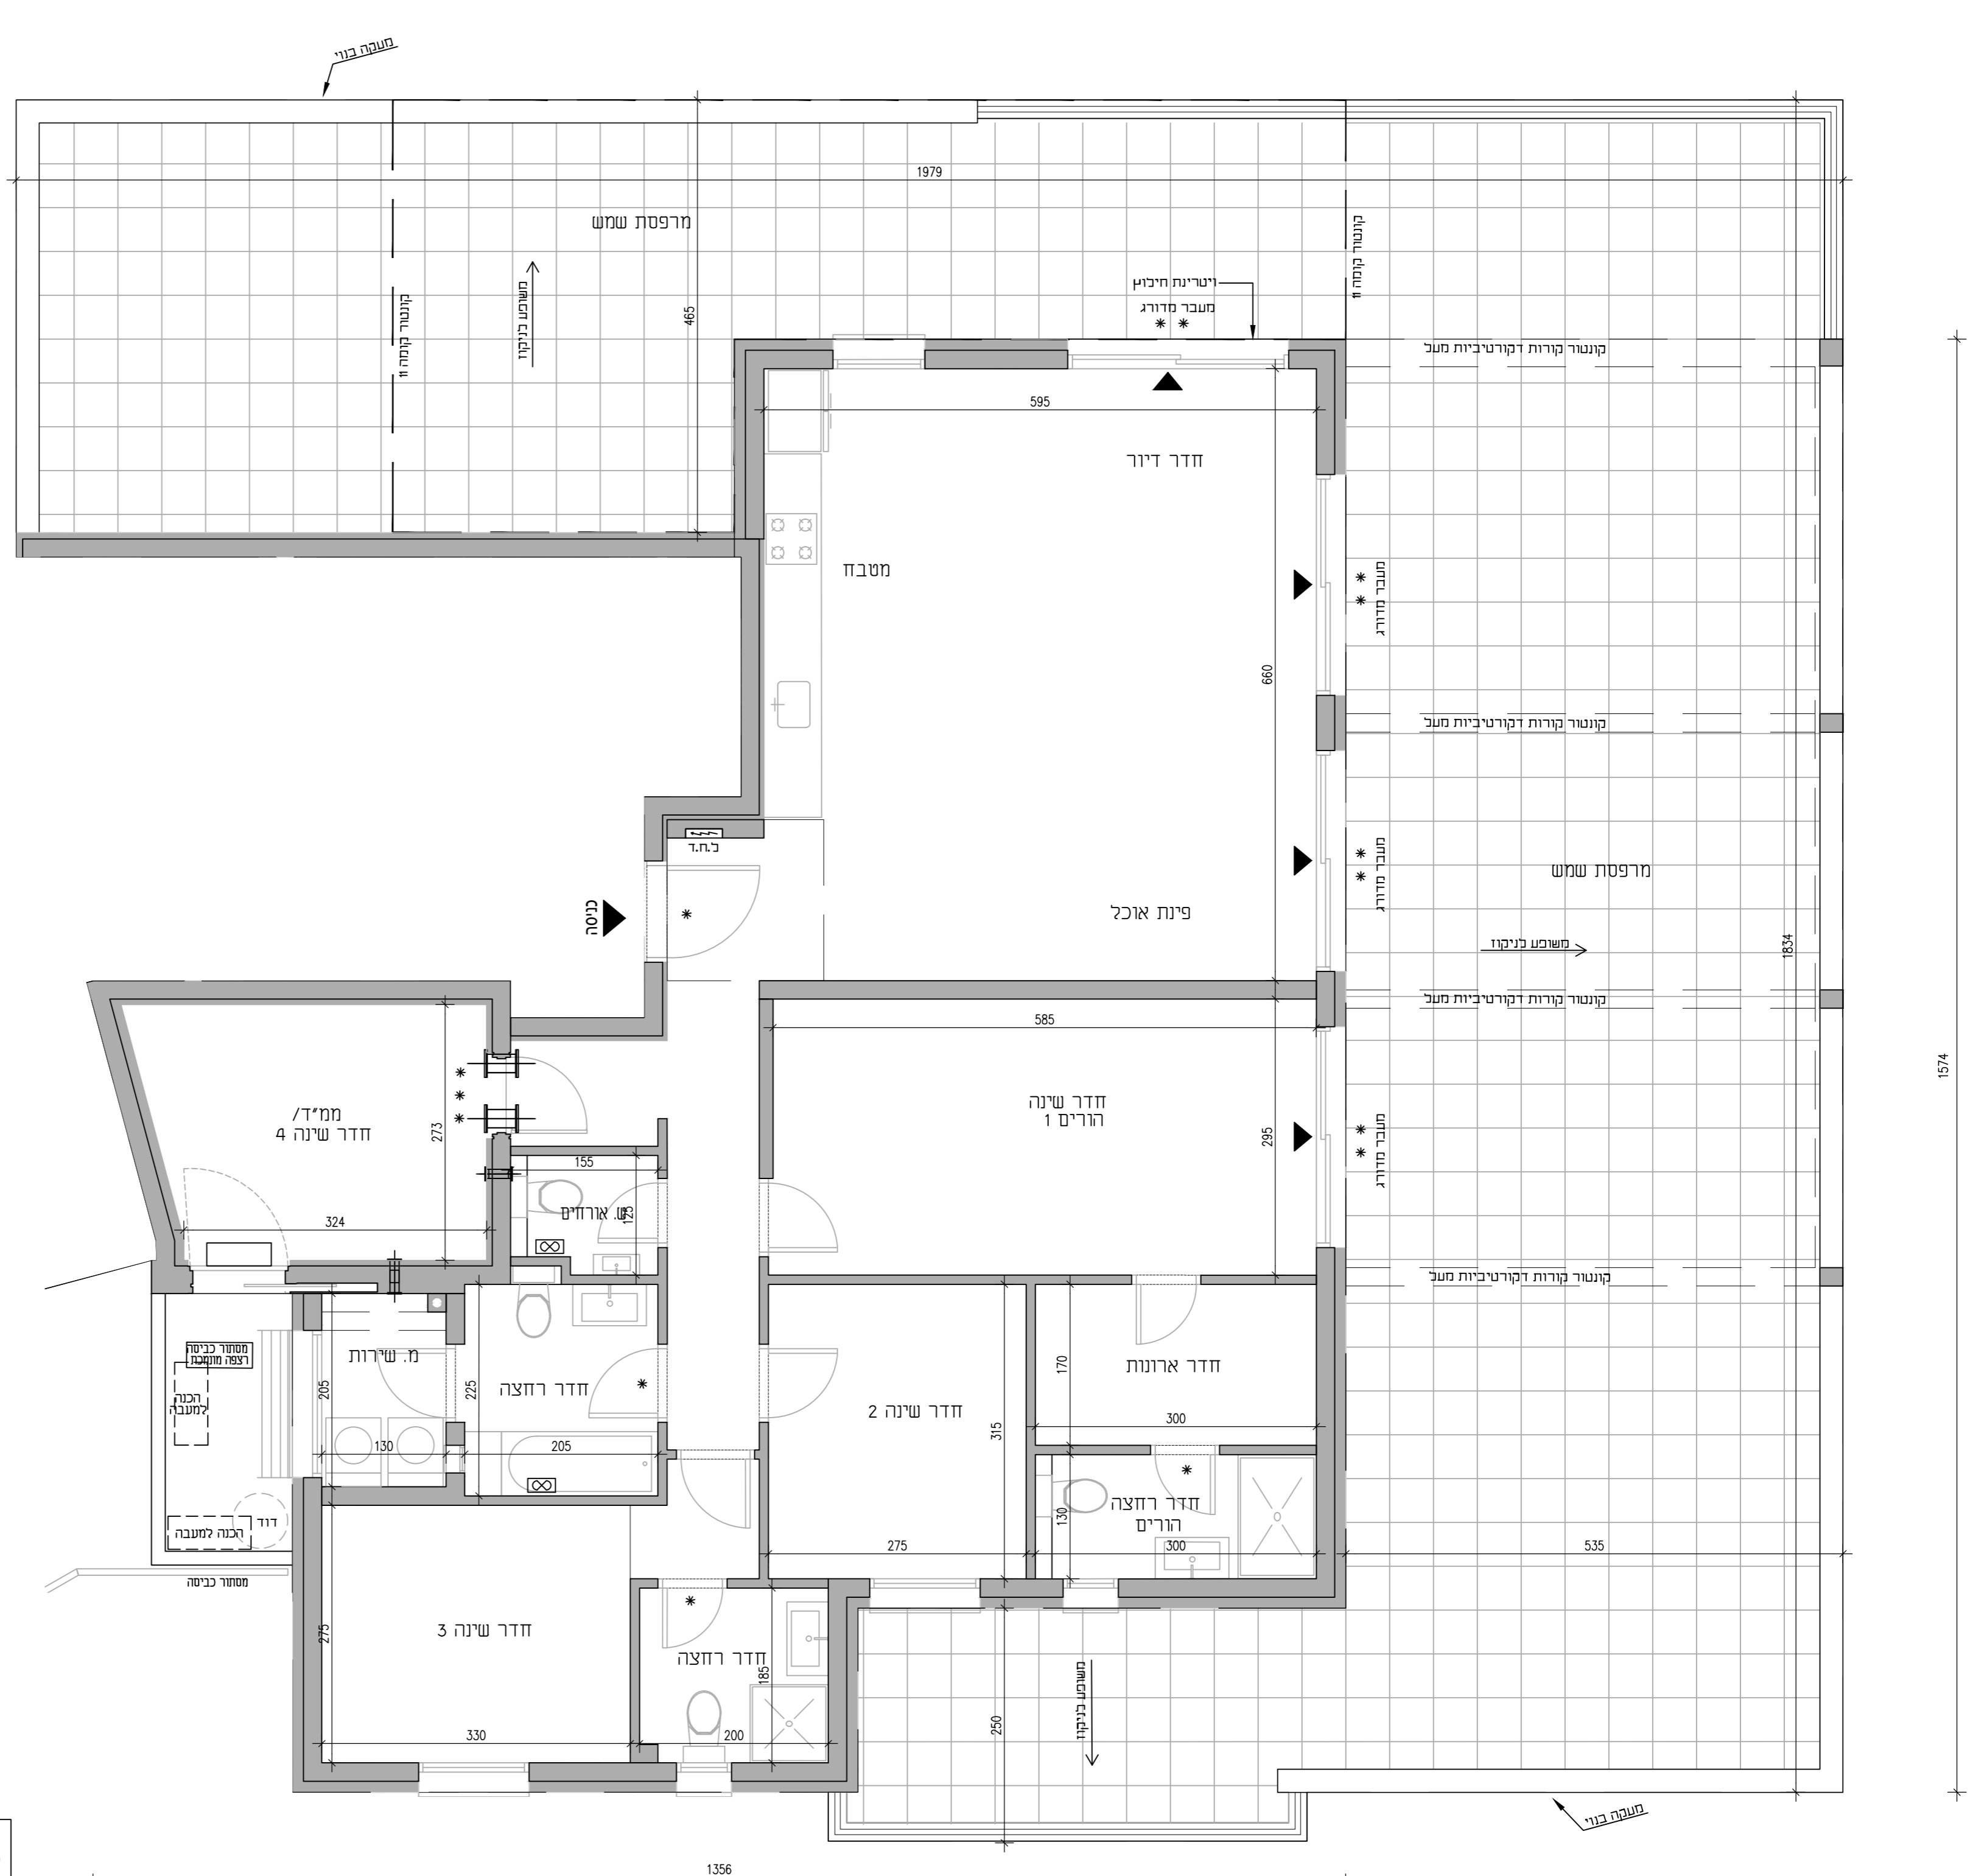 מעקה בנוי
1979
מרפסת שמש
קונטור קומה 11
ויטרינת חילוץ
מעבר מדורג
* *
קונטור קומה 11
משופע לניקוז
465
קונטור קורות דקורטיביות מעל
595
חדר דיור
מטבח
* *
מעבר מדורג
660
קונטור קורות דקורטיביות מעל
ל.ח.ד
* *
מעבר מדורג
מרפסת שמש
כניסה
*
פינת אוכל
משופע לניקוז
1834
קונטור קורות דקורטיביות מעל
585
1574
* * *
ממ״ד/
חדר שינה 4
273
חדר שינה
הורים 1
295
* *
מעבר מדורג
155
ש. אורחים
125
324
קונטור קורות דקורטיביות מעל
מסתור כביסה
רצפה מונמכת
מ. שירות
חדר ארונות
170
הכנה
למעבה
205
225
חדר רחצה
*
חדר שינה 2
315
300
130
205
*
חדר רחצה
הורים
130
דוד
הכנה למעבה
275
300
535
מסתור כביסה
*
חדר שינה 3
275
חדר רחצה
185
משופע לניקוז
250
330
200
מעקה בנוי
1356